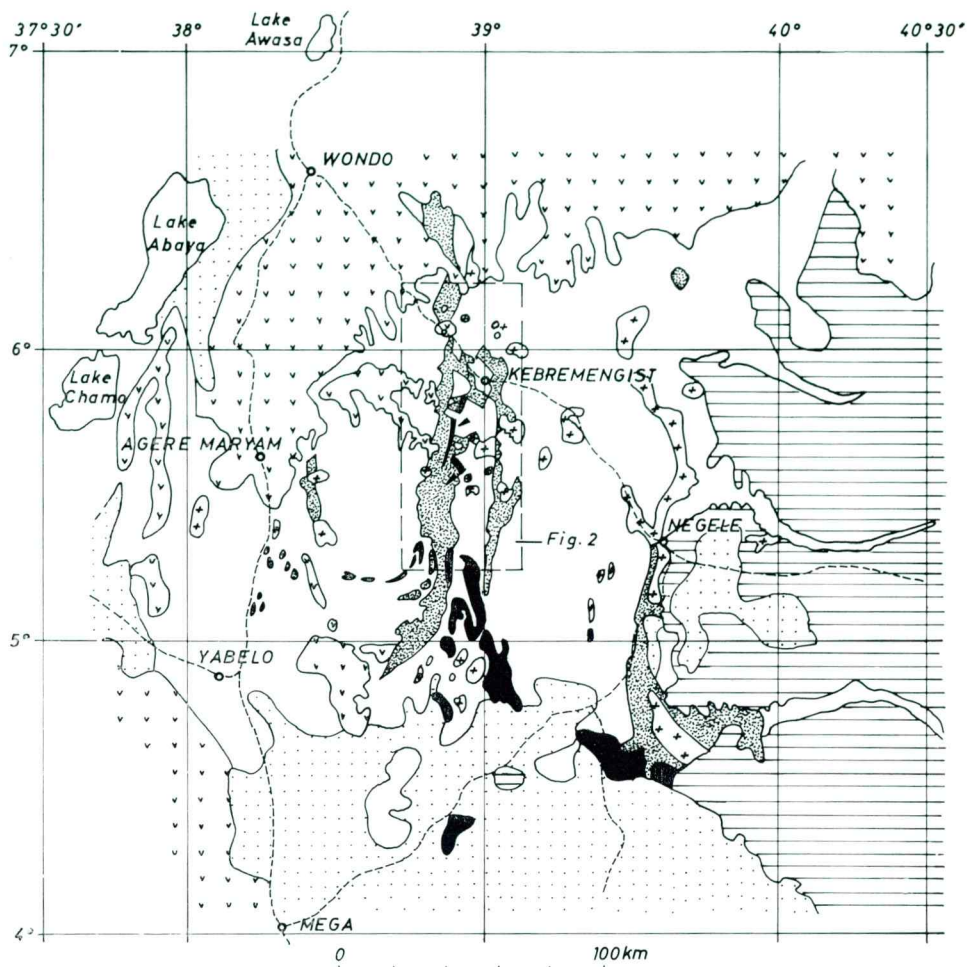 37°30' 38° 39° 40° 40°30'
Lake
Awasa
7°
WONDO
Lake
Abaya
6°
KEBREMENGIST
Lake
Chamo
AGERE MARYAM
NEGELE
Fig. 2
5°
YABELO
MEGA
4°
0 100km